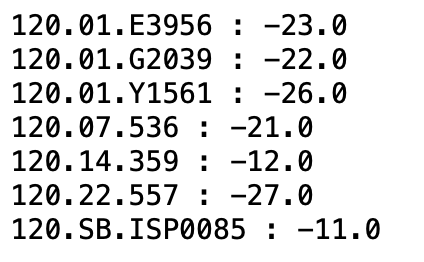 120.01.E3956 : -23.0
120.01.G2039 : -22.0
120.01.Y1561 : -26.0
120.07.536 : -21.0
120.14.359 : -12.0
120.22.557 : -27.0
120.SB.ISP0085 : -11.0